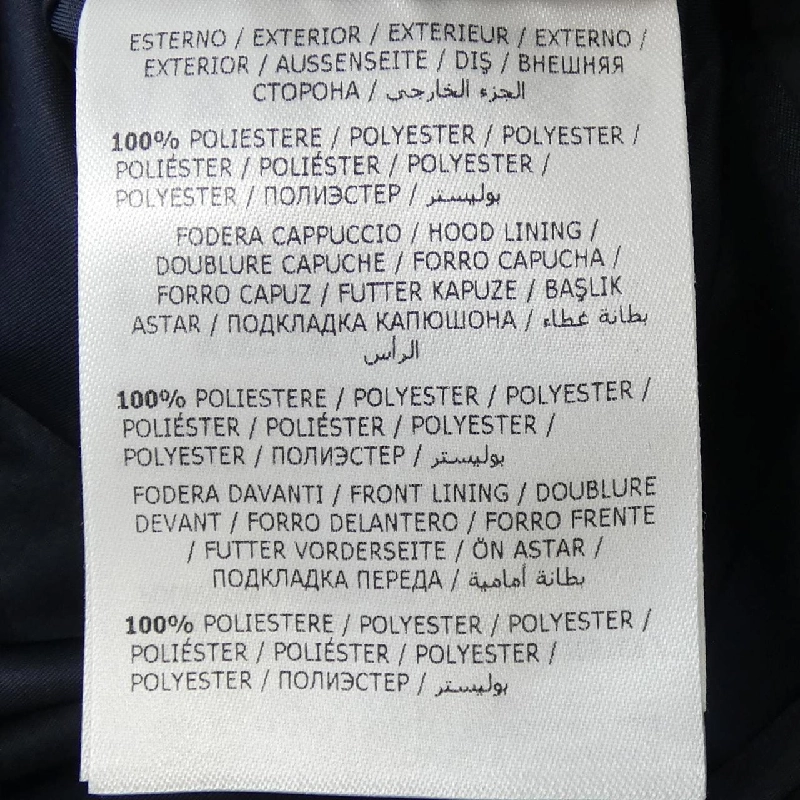 ESTERNO / EXTERIOR / EXTERIEUR / EXTERNO /
EXTERIOR / AUSSENSEITE / DIŞ / ВНЕШНЯЯ
СТОРОНА / الجزء الخارجي
100% POLIESTERE / POLYESTER / POLYESTER /
POLIÉSTER / POLIÉSTER / POLYESTER /
POLYESTER / ПОЛИЭСТЕР / بوليستر
FODERA CAPPUCCIO / HOOD LINING /
DOUBLURE CAPUCHE / FORRO CAPUCHA /
FORRO CAPUZ / FUTTER KAPUZE / BAŞLIK
ASTAR / ПОДКЛАДКА КАПЮШОНА / بطانة غطاء
الرأس
100% POLIESTERE / POLYESTER / POLYESTER /
POLIÉSTER / POLIÉSTER / POLYESTER /
POLYESTER / ПОЛИЭСТЕР / بوليستر
FODERA DAVANTI / FRONT LINING / DOUBLURE
DEVANT / FORRO DELANTERO / FORRO FRENTE
/ FUTTER VORDERSEITE / ÖN ASTAR /
ПОДКЛАДКА ПЕРЕДА / بطانة أمامية
100% POLIESTERE / POLYESTER / POLYESTER /
POLIÉSTER / POLIÉSTER / POLYESTER /
POLYESTER / ПОЛИЭСТЕР / بوليستر